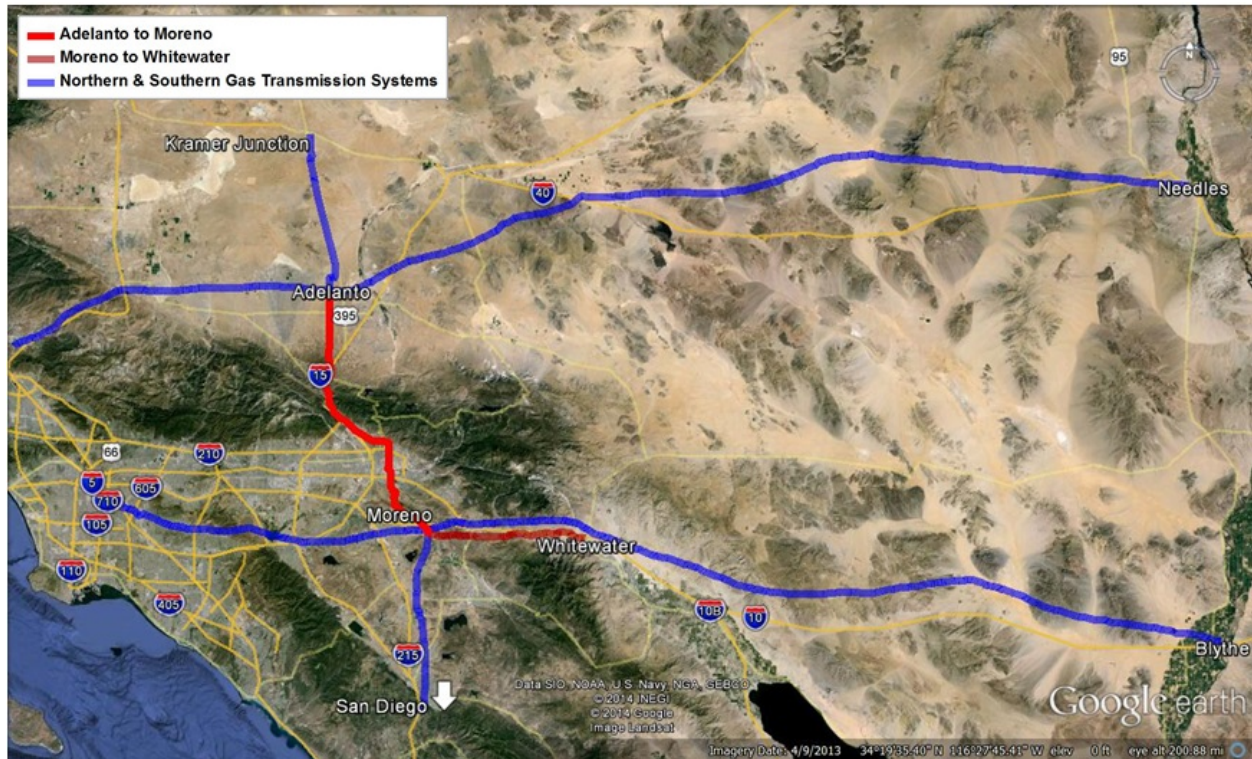 Adelanto to Moreno
Moreno to Whitewater
Northern & Southern Gas Transmission Systems
95
N
Kramer Junction
40
Needles
Adelanto
395
15
66
210
5
605
710
Moreno
105
Whitewater
110
405
10B
10
215
Blythe
San Diego
Data SIO, NOAA, U.S. Navy, NGA, GEBCO
© 2014 INEGI
© 2014 Google
Image Landsat
Google earth
Imagery Date: 4/9/2013 34°19'35.40" N 116°27'45.41" W elev 0 ft eye alt 200.88 mi